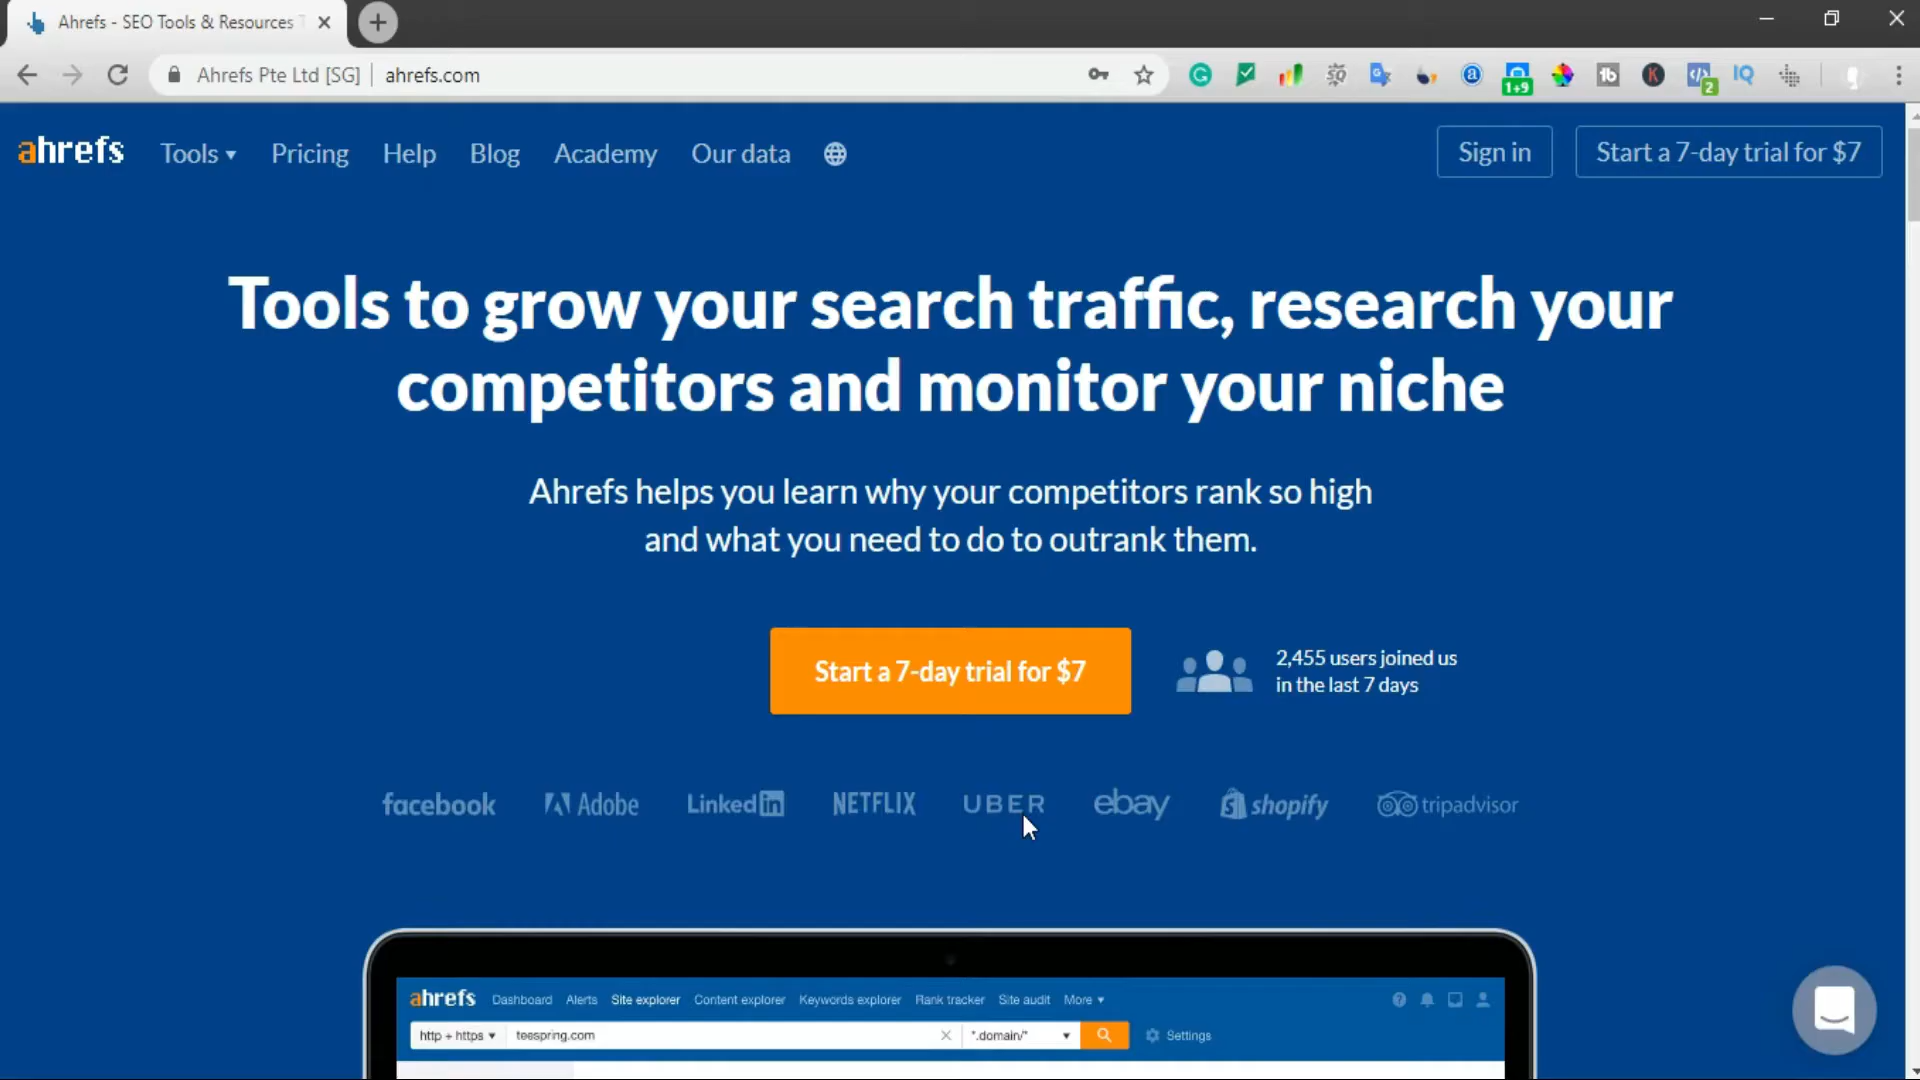 Ahrefs - SEO Tools & Resources
Ahrefs Pte Ltd [SG] ahrefs.com
1+9
2
ahrefs Tools Pricing Help Blog Academy Our data Sign in Start a 7-day trial for $7
Tools to grow your search traffic, research your
competitors and monitor your niche
Ahrefs helps you learn why your competitors rank so high
and what you need to do to outrank them.
Start a 7-day trial for $7
2,455 users joined us
in the last 7 days
facebook Adobe LinkedIn NETFLIX UBER ebay shopify tripadvisor
ahrefs Dashboard Alerts Site explorer Content explorer Keywords explorer Rank tracker Site audit More
http + https teespring.com *.domain/* Settings